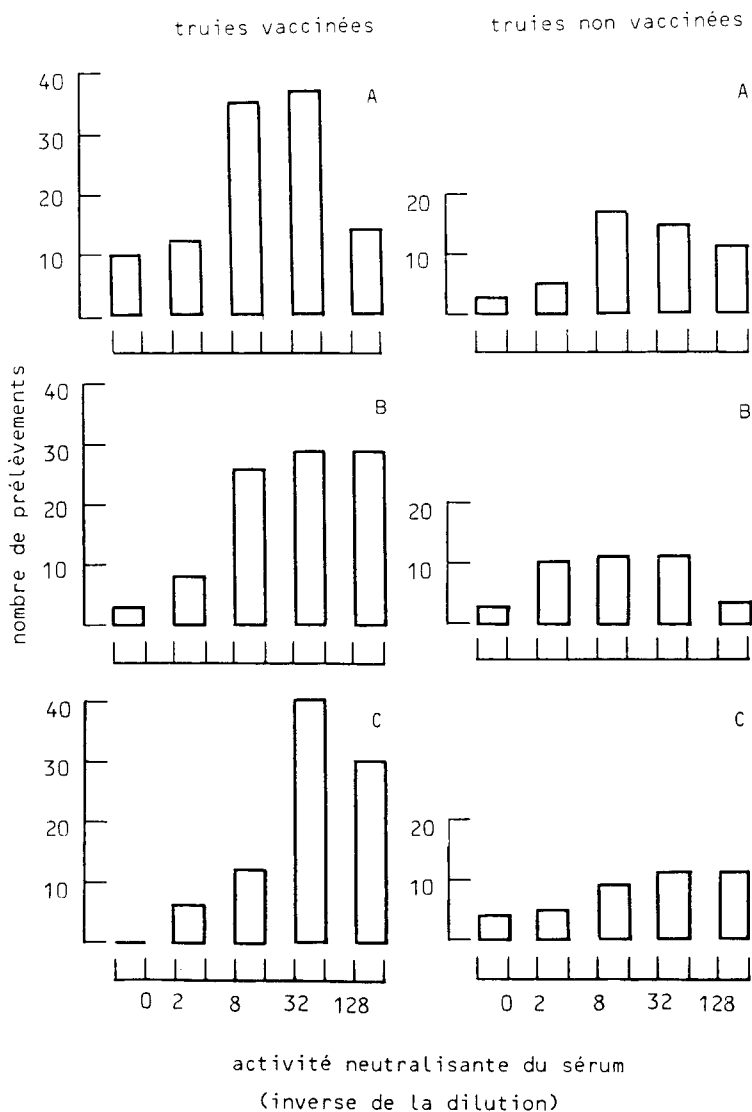 truies vaccinées
truies non vaccinées
nombre de prélèvements
40
30
20
10
A
20
10
A
40
30
20
10
B
20
10
B
40
30
20
10
C
20
10
C
0 2 8 32 128
0 2 8 32 128
activité neutralisante du sérum
(inverse de la dilution)